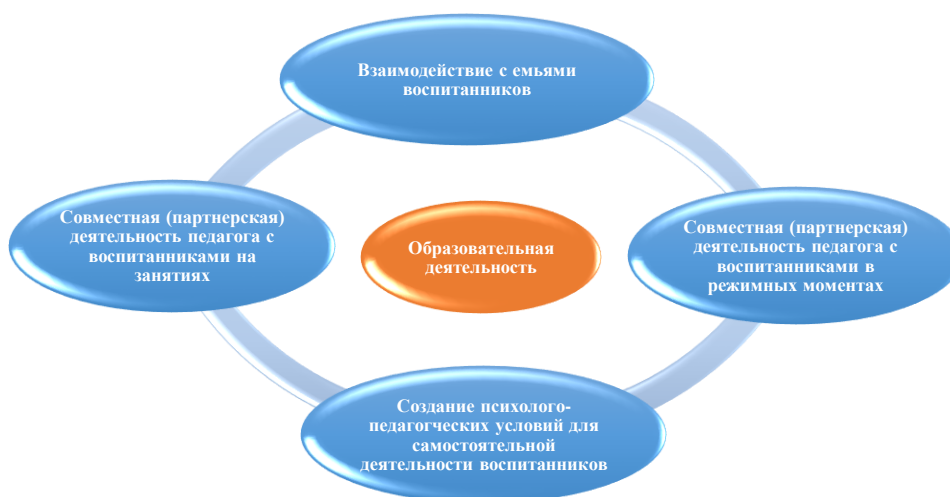 Взаимодействие с емьями
воспитанников
Совместная (партнерская)
деятельность педагога с
воспитанниками на
занятиях
Образовательная
деятельность
Совместная (партнерская)
деятельность педагога с
воспитанниками в
режимных моментах
Создание психолого-
педагогческих условий для
самостоятельной
деятельности воспитанников